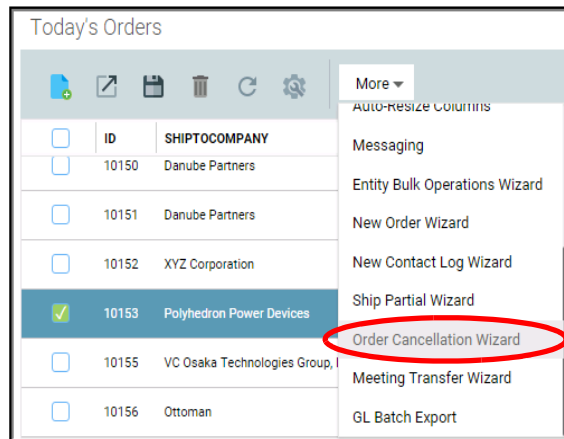 Today's Orders
More
Auto-Resize Columns
ID SHIPTOCOMPANY
Messaging
10150 Danube Partners
Entity Bulk Operations Wizard
10151 Danube Partners
New Order Wizard
10152 XYZ Corporation
New Contact Log Wizard
Ship Partial Wizard
10153 Polyhedron Power Devices
Order Cancellation Wizard
10155 VC Osaka Technologies Group,
Meeting Transfer Wizard
10156 Ottoman
GL Batch Export